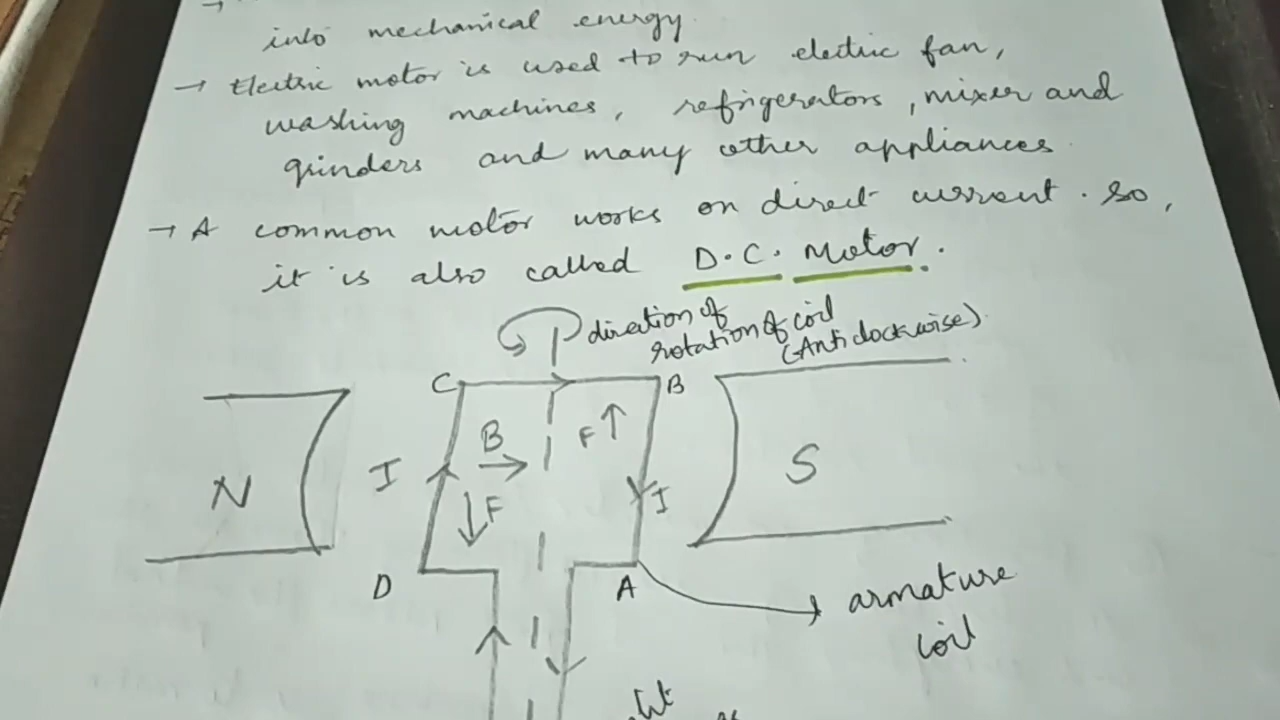 into mechanical energy
→ Electric motor is used to run electric fan,
washing machines, refrigerators, mixer and
grinders and many other appliances
→ A common motor works on direct current. So,
it is also called D.C. Motor.
direction of
rotation of coil
(Anticlockwise)
C
B
N
I
B
F
F
I
S
D
A
armature
coil